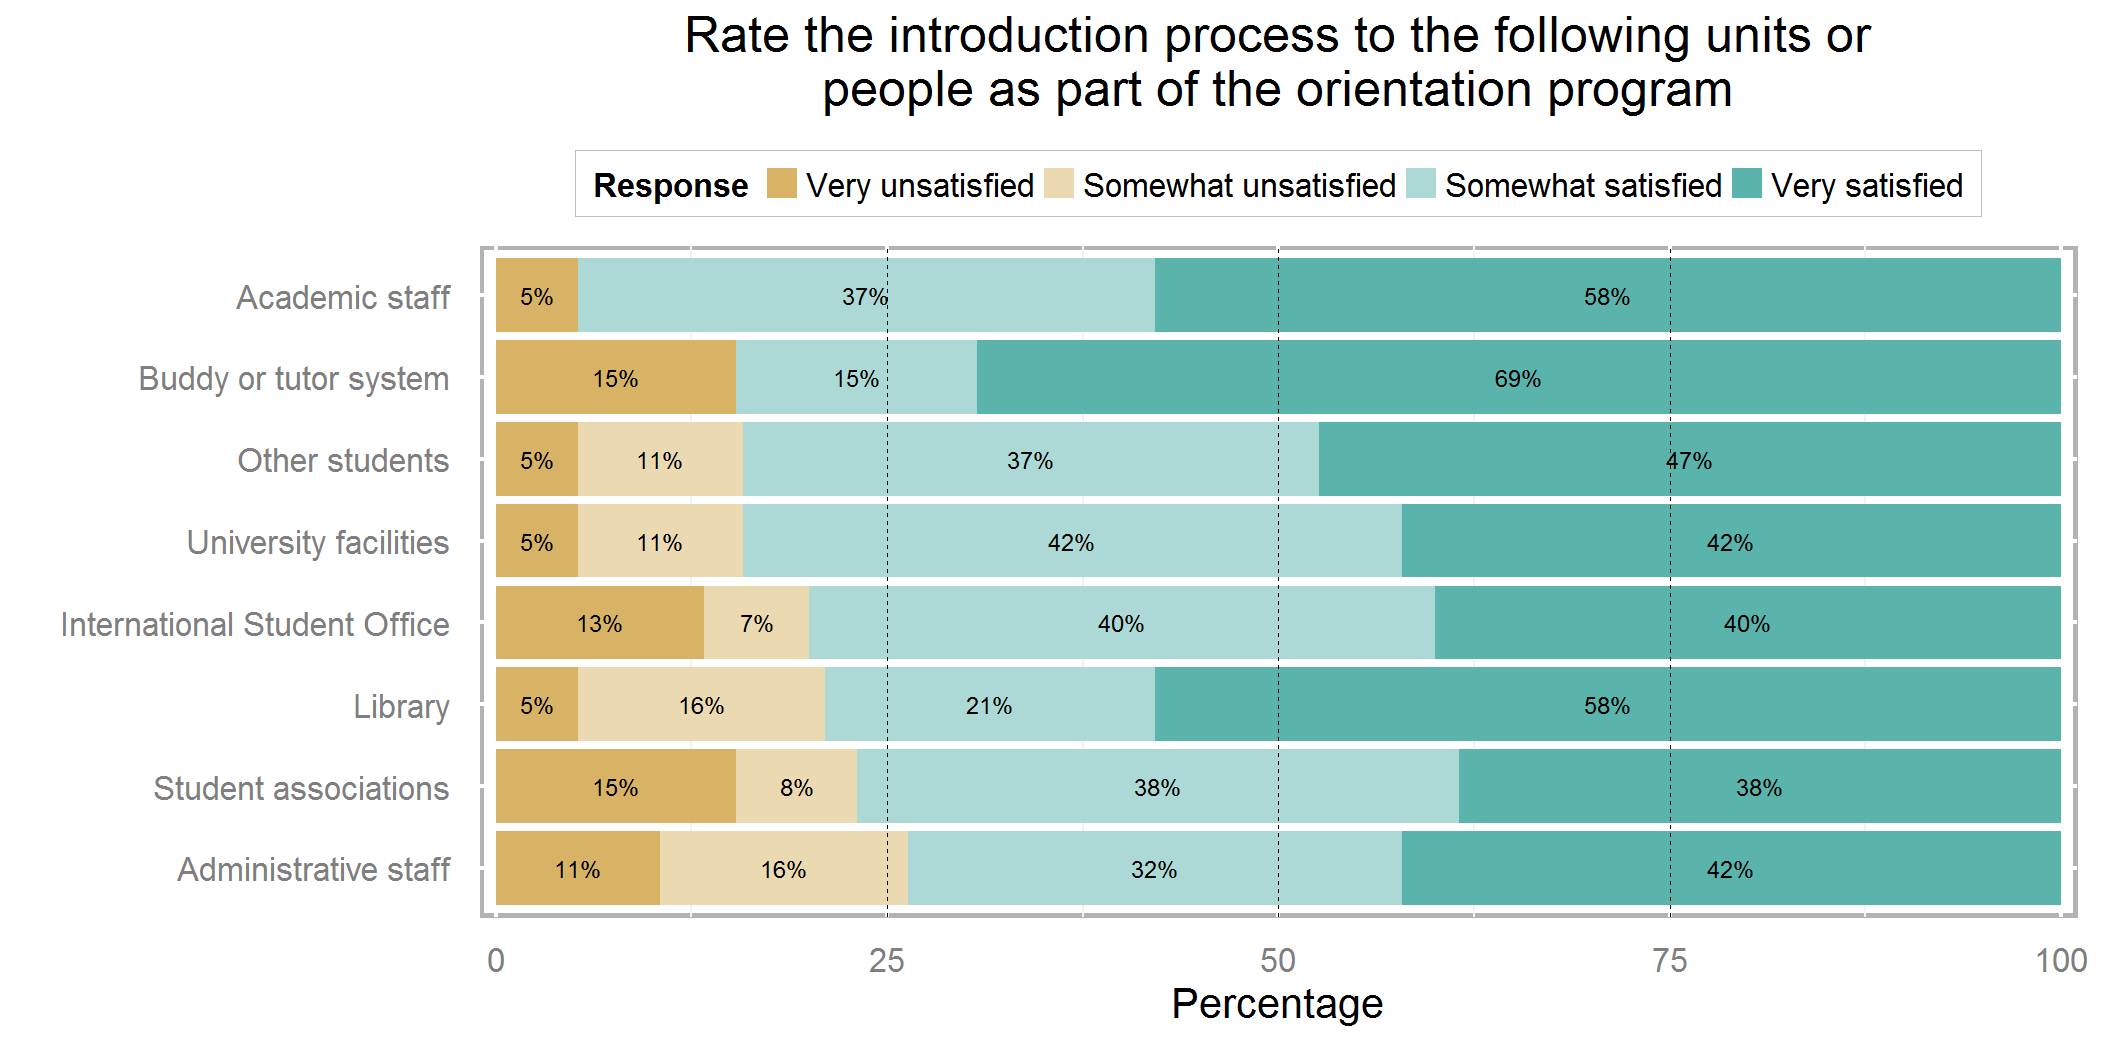 Rate the introduction process to the following units or
people as part of the orientation program
Response Very unsatisfied Somewhat unsatisfied Somewhat satisfied Very satisfied
Academic staff 5% 37% 58%
Buddy or tutor system 15% 15% 69%
Other students 5% 11% 37% 47%
University facilities 5% 11% 42% 42%
International Student Office 13% 7% 40% 40%
Library 5% 16% 21% 58%
Student associations 15% 8% 38% 38%
Administrative staff 11% 16% 32% 42%
0 25 50 75 100
Percentage